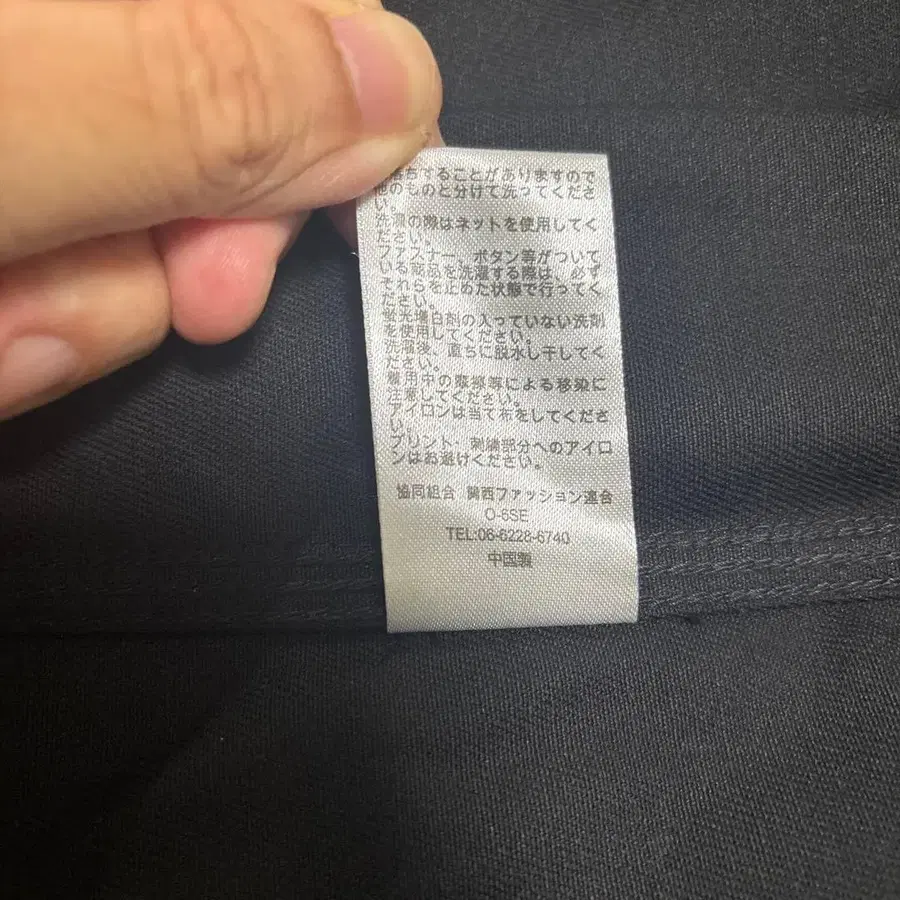 落ちすることがありますので
他のものと分けて洗ってくださ
い。
洗濯の際はネットを使用してく
ださい。
ファスナー、ボタン等がついて
いる商品を洗濯する際は、必ず
それらを止めた状態で行ってく
ださい。
蛍光増白剤の入っていない洗剤
を使用してください。
洗濯後、直ちに脱水し干してく
ださい。
着用中の摩擦等による移染に
注意してください。
アイロンは当て布をしてくださ
い。
プリント・刺繍部分へのアイロ
ンはお避けください。
協同組合 関西ファッション連合
O-6SE
TEL:06-6228-6740
中国製